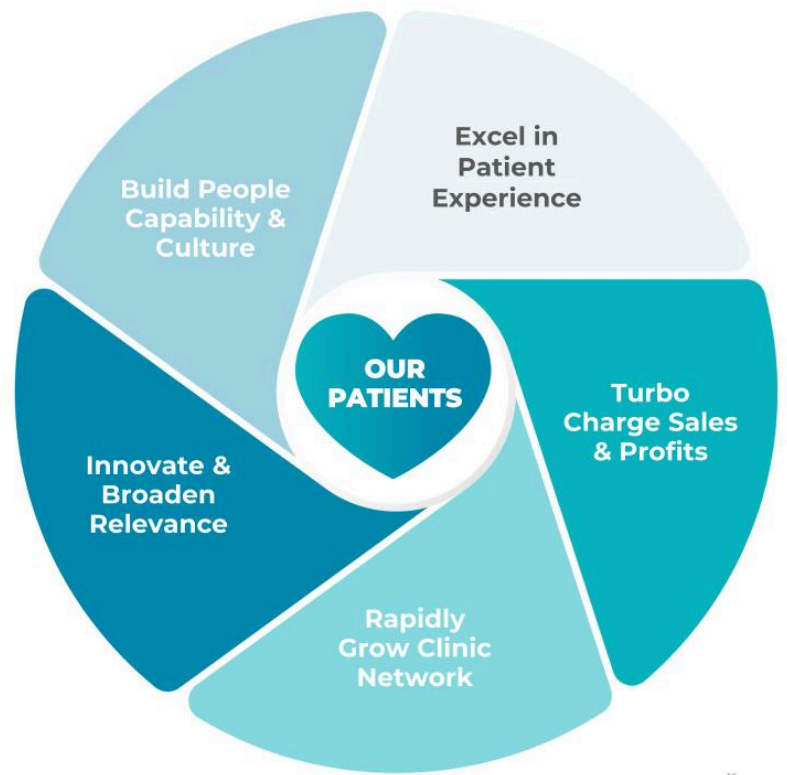 Excel in
Patient
Experience
Turbo
Charge Sales
& Profits
Rapidly
Grow Clinic
Network
Innovate &
Broaden
Relevance
Build People
Capability &
Culture
OUR
PATIENTS